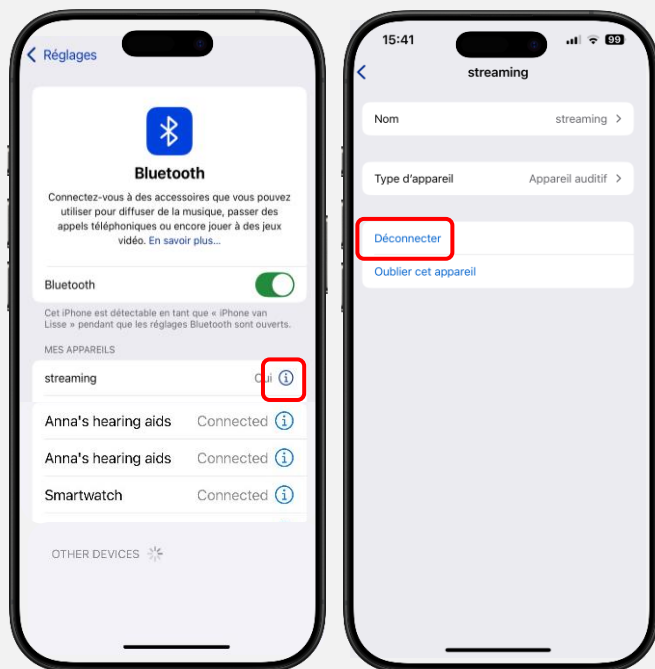 Réglages
Bluetooth
Connectez-vous à des accessoires que vous pouvez
utiliser pour diffuser de la musique, passer des
appels téléphoniques ou encore jouer à des jeux
vidéo. En savoir plus...
Bluetooth
Cet iPhone est détectable en tant que « iPhone van
Lisse » pendant que les réglages Bluetooth sont ouverts.
MES APPAREILS
streaming Oui
Anna's hearing aids Connected
Anna's hearing aids Connected
Smartwatch Connected
OTHER DEVICES
15:41 99
streaming
Nom streaming
Type d'appareil Appareil auditif
Déconnecter
Oublier cet appareil